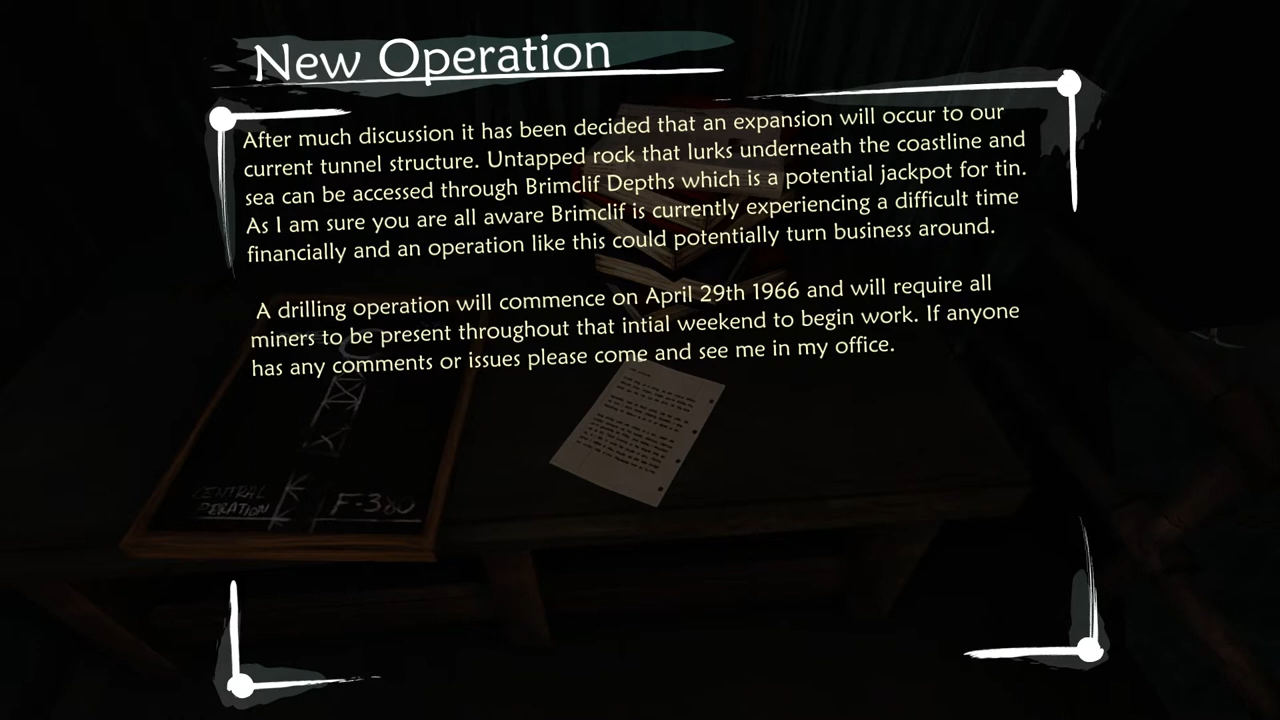 New Operation
After much discussion it has been decided that an expansion will occur to our
current tunnel structure. Untapped rock that lurks underneath the coastline and
sea can be accessed through Brimclif Depths which is a potential jackpot for tin.
As I am sure you are all aware Brimclif is currently experiencing a difficult time
financially and an operation like this could potentially turn business around.
A drilling operation will commence on April 29th 1966 and will require all
miners to be present throughout that intial weekend to begin work. If anyone
has any comments or issues please come and see me in my office.
CENTRAL
PERATION